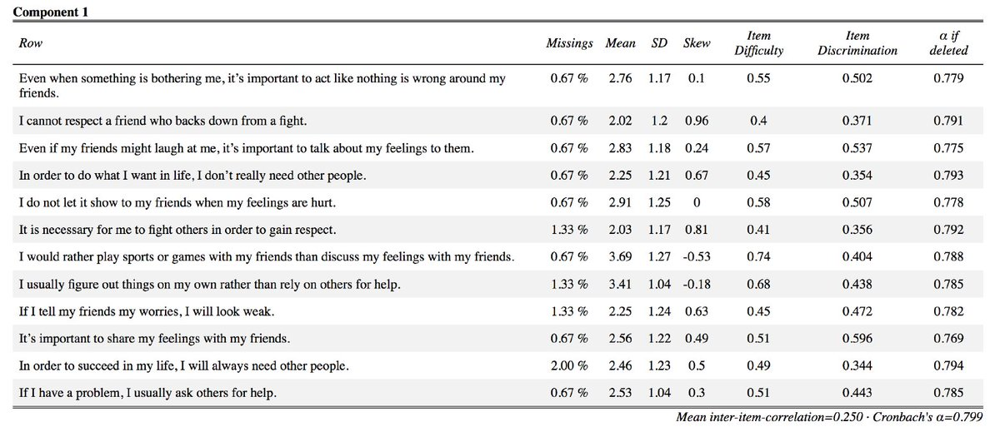 Component 1
Row Missings Mean SD Skew Item Difficulty Item Discrimination α if deleted
Even when something is bothering me, it’s important to act like nothing is wrong around my
friends. 0.67 % 2.76 1.17 0.1 0.55 0.502 0.779
I cannot respect a friend who backs down from a fight. 0.67 % 2.02 1.2 0.96 0.4 0.371 0.791
Even if my friends might laugh at me, it’s important to talk about my feelings to them. 0.67 % 2.83 1.18 0.24 0.57 0.537 0.775
In order to do what I want in life, I don’t really need other people. 0.67 % 2.25 1.21 0.67 0.45 0.354 0.793
I do not let it show to my friends when my feelings are hurt. 0.67 % 2.91 1.25 0 0.58 0.507 0.778
It is necessary for me to fight others in order to gain respect. 1.33 % 2.03 1.17 0.81 0.41 0.356 0.792
I would rather play sports or games with my friends than discuss my feelings with my friends. 0.67 % 3.69 1.27 -0.53 0.74 0.404 0.788
I usually figure out things on my own rather than rely on others for help. 1.33 % 3.41 1.04 -0.18 0.68 0.438 0.785
If I tell my friends my worries, I will look weak. 1.33 % 2.25 1.24 0.63 0.45 0.472 0.782
It’s important to share my feelings with my friends. 0.67 % 2.56 1.22 0.49 0.51 0.596 0.769
In order to succeed in my life, I will always need other people. 2.00 % 2.46 1.23 0.5 0.49 0.344 0.794
If I have a problem, I usually ask others for help. 0.67 % 2.53 1.04 0.3 0.51 0.443 0.785
Mean inter-item-correlation=0.250 · Cronbach's α=0.799